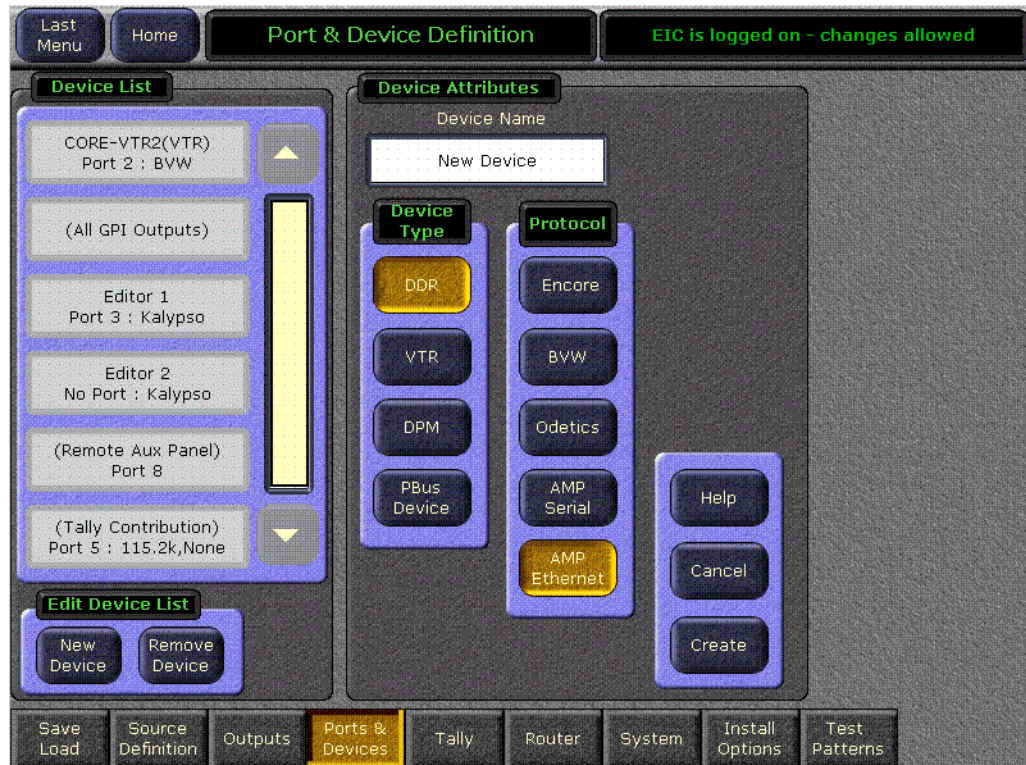 Last
Menu
Home
Port & Device Definition
EIC is logged on - changes allowed
Device List
CORE-VTR2(VTR)
Port 2 : BVW
(All GPI Outputs)
Editor 1
Port 3 : Kalypso
Editor 2
No Port : Kalypso
(Remote Aux Panel)
Port 8
(Tally Contribution)
Port 5 : 115.2k,None
Edit Device List
New
Device
Remove
Device
Device Attributes
Device Name
New Device
Device
Type
DDR
VTR
DPM
PBus
Device
Protocol
Encore
BVW
Odetics
AMP
Serial
AMP
Ethernet
Help
Cancel
Create
Save
Load
Source
Definition
Outputs
Ports &
Devices
Tally
Router
System
Install
Options
Test
Patterns